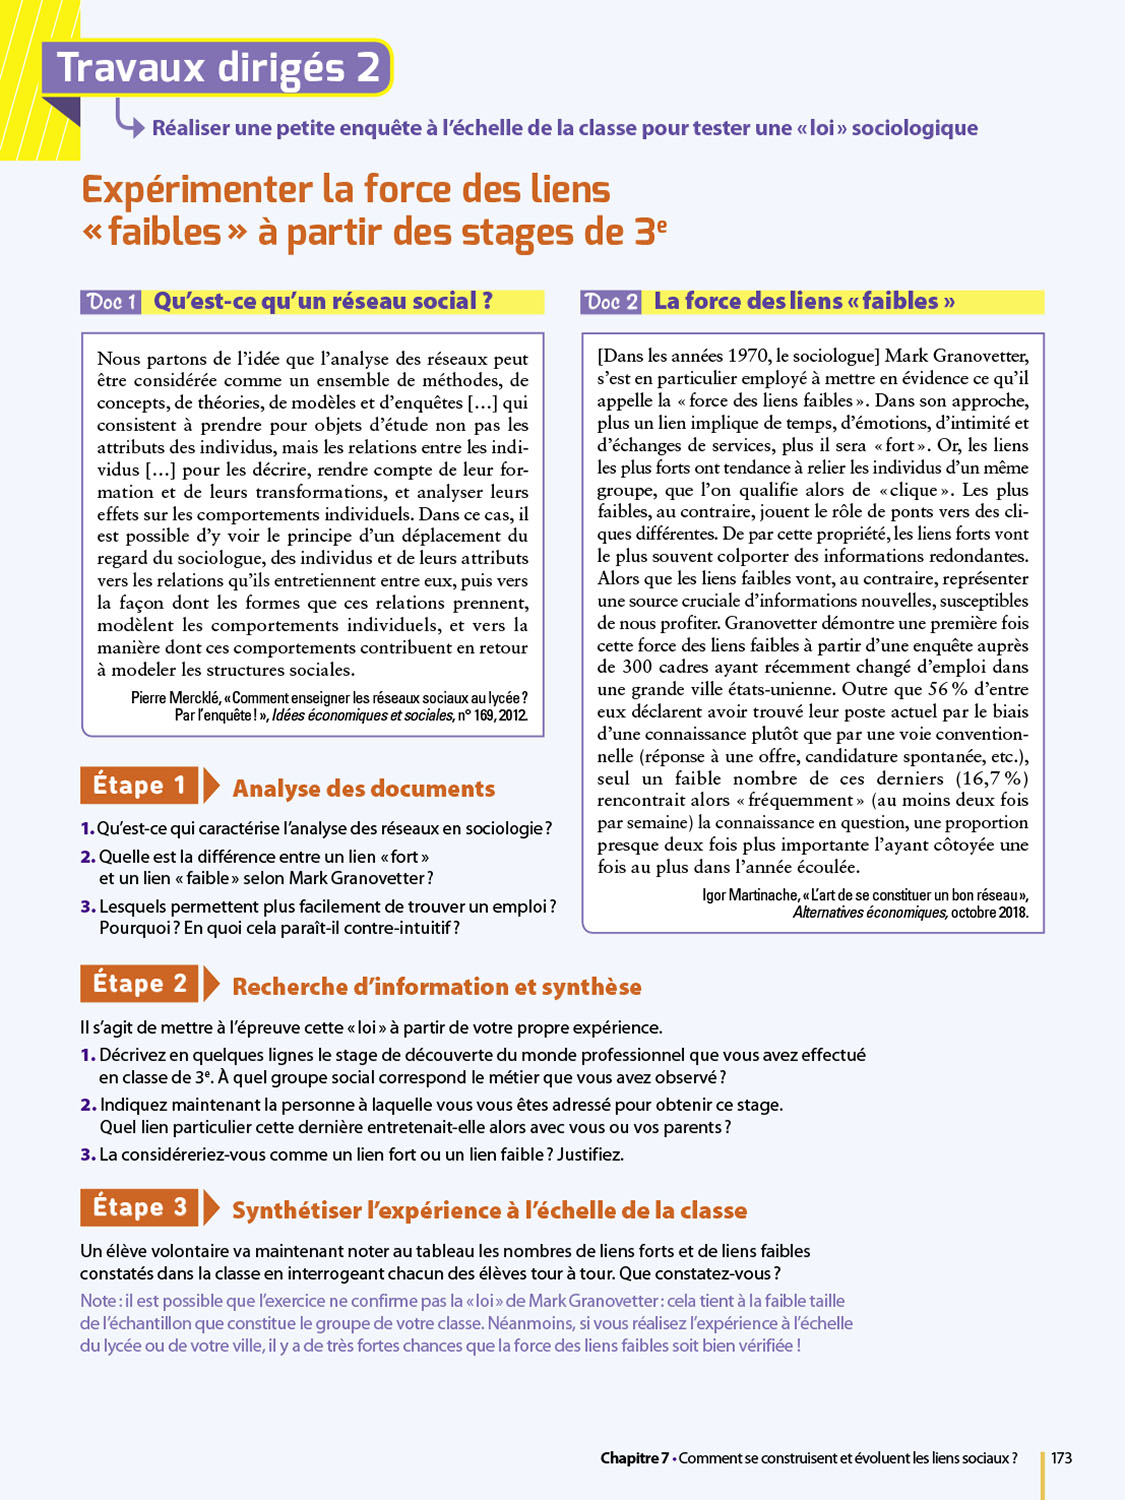 Travaux dirigés 2
Réaliser une petite enquête à l’échelle de la classe pour tester une « loi » sociologique
Expérimenter la force des liens
« faibles » à partir des stages de 3e
Doc 1 Qu’est-ce qu’un réseau social ?
Nous partons de l’idée que l’analyse des réseaux peut
être considérée comme un ensemble de méthodes, de
concepts, de théories, de modèles et d’enquêtes […] qui
consistent à prendre pour objets d’étude non pas les
attributs des individus, mais les relations entre les indi-
vidus […] pour les décrire, rendre compte de leur for-
mation et de leurs transformations, et analyser leurs
effets sur les comportements individuels. Dans ce cas, il
est possible d’y voir le principe d’un déplacement du
regard du sociologue, des individus et de leurs attributs
vers les relations qu’ils entretiennent entre eux, puis vers
la façon dont les formes que ces relations prennent,
modèlent les comportements individuels, et vers la
manière dont ces comportements contribuent en retour
à modeler les structures sociales.
Pierre Mercklé, « Comment enseigner les réseaux sociaux au lycée ?
Par l’enquête ! », Idées économiques et sociales, n° 169, 2012.
Doc 2 La force des liens « faibles »
[Dans les années 1970, le sociologue] Mark Granovetter,
s’est en particulier employé à mettre en évidence ce qu’il
appelle la « force des liens faibles ». Dans son approche,
plus un lien implique de temps, d’émotions, d’intimité et
d’échanges de services, plus il sera « fort ». Or, les liens
les plus forts ont tendance à relier les individus d’un même
groupe, que l’on qualifie alors de « clique ». Les plus
faibles, au contraire, jouent le rôle de ponts vers des cli-
ques différentes. De par cette propriété, les liens forts vont
le plus souvent colporter des informations redondantes.
Alors que les liens faibles vont, au contraire, représenter
une source cruciale d’informations nouvelles, susceptibles
de nous profiter. Granovetter démontre une première fois
cette force des liens faibles à partir d’une enquête auprès
de 300 cadres ayant récemment changé d’emploi dans
une grande ville états-unienne. Outre que 56 % d’entre
eux déclarent avoir trouvé leur poste actuel par le biais
d’une connaissance plutôt que par une voie convention-
nelle (réponse à une offre, candidature spontanée, etc.),
seul un faible nombre de ces derniers (16,7 %)
rencontrait alors « fréquemment » (au moins deux fois
par semaine) la connaissance en question, une proportion
presque deux fois plus importante l’ayant côtoyée une
fois au plus dans l’année écoulée.
Igor Martinache, « L’art de se constituer un bon réseau »,
Alternatives économiques, octobre 2018.
Étape 1 Analyse des documents
1. Qu’est-ce qui caractérise l’analyse des réseaux en sociologie ?
2. Quelle est la différence entre un lien « fort »
et un lien « faible » selon Mark Granovetter ?
3. Lesquels permettent plus facilement de trouver un emploi ?
Pourquoi ? En quoi cela paraît-il contre-intuitif ?
Étape 2 Recherche d’information et synthèse
Il s’agit de mettre à l’épreuve cette « loi » à partir de votre propre expérience.
1. Décrivez en quelques lignes le stage de découverte du monde professionnel que vous avez effectué
en classe de 3e. À quel groupe social correspond le métier que vous avez observé ?
2. Indiquez maintenant la personne à laquelle vous vous êtes adressé pour obtenir ce stage.
Quel lien particulier cette dernière entretenait-elle alors avec vous ou vos parents ?
3. La considéreriez-vous comme un lien fort ou un lien faible ? Justifiez.
Étape 3 Synthétiser l’expérience à l’échelle de la classe
Un élève volontaire va maintenant noter au tableau les nombres de liens forts et de liens faibles
constatés dans la classe en interrogeant chacun des élèves tour à tour. Que constatez-vous ?
Note : il est possible que l’exercice ne confirme pas la « loi » de Mark Granovetter : cela tient à la faible taille
de l’échantillon que constitue le groupe de votre classe. Néanmoins, si vous réalisez l’expérience à l’échelle
du lycée ou de votre ville, il y a de très fortes chances que la force des liens faibles soit bien vérifiée !
Chapitre 7 • Comment se construisent et évoluent les liens sociaux ? 173